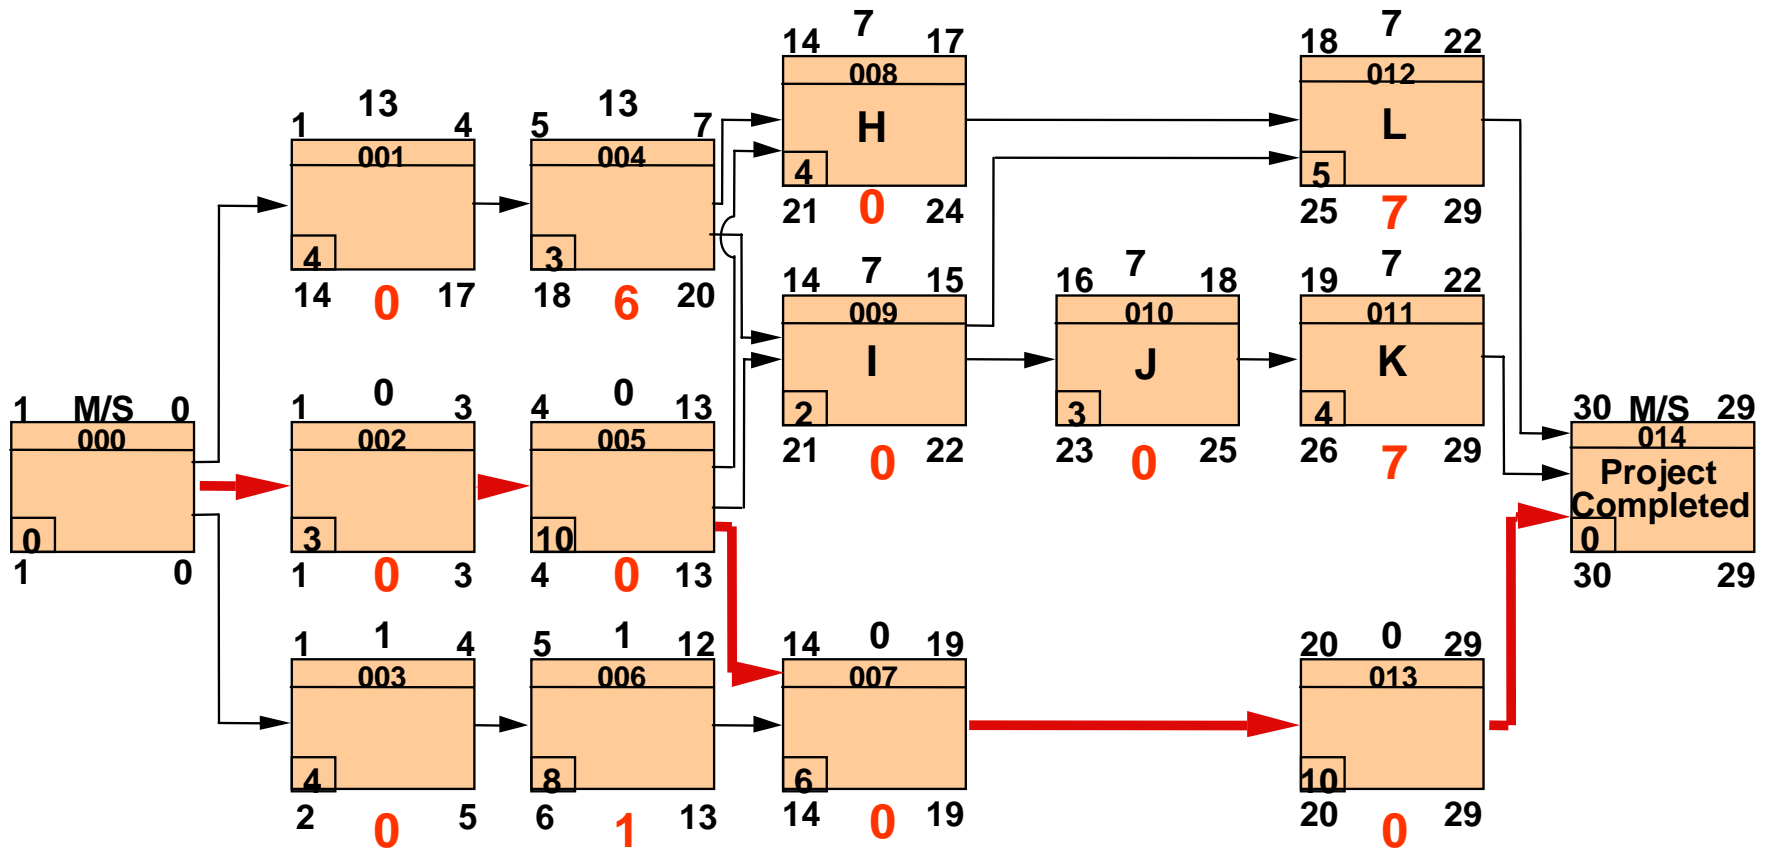 7
14 17
008
H
4
21 0 24
7
18 22
012
L
5
25 7 29
13
1 4
001
4
14 0 17
13
5 7
004
3
18 6 20
7
14 15
009
I
2
21 0 22
7
16 18
010
J
3
23 0 25
7
19 22
011
K
4
26 7 29
1 M/S 0
000
0
1 0
0
1 3
002
3
1 0 3
0
4 13
005
10
4 0 13
30 M/S 29
014
Project
Completed
0
30 29
1
1 4
003
4
2 0 5
1
5 12
006
8
6 1 13
0
14 19
007
6
14 0 19
0
20 29
013
10
20 0 29